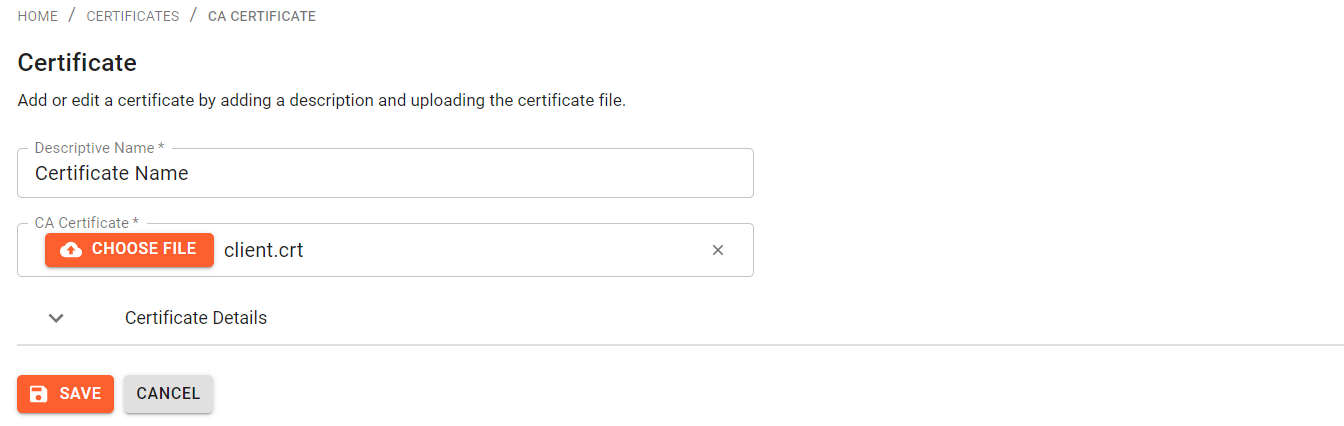 HOME / CERTIFICATES / CA CERTIFICATE
Certificate
Add or edit a certificate by adding a description and uploading the certificate file.
Descriptive Name *
Certificate Name
CA Certificate *
CHOOSE FILE client.crt
Certificate Details
SAVE CANCEL